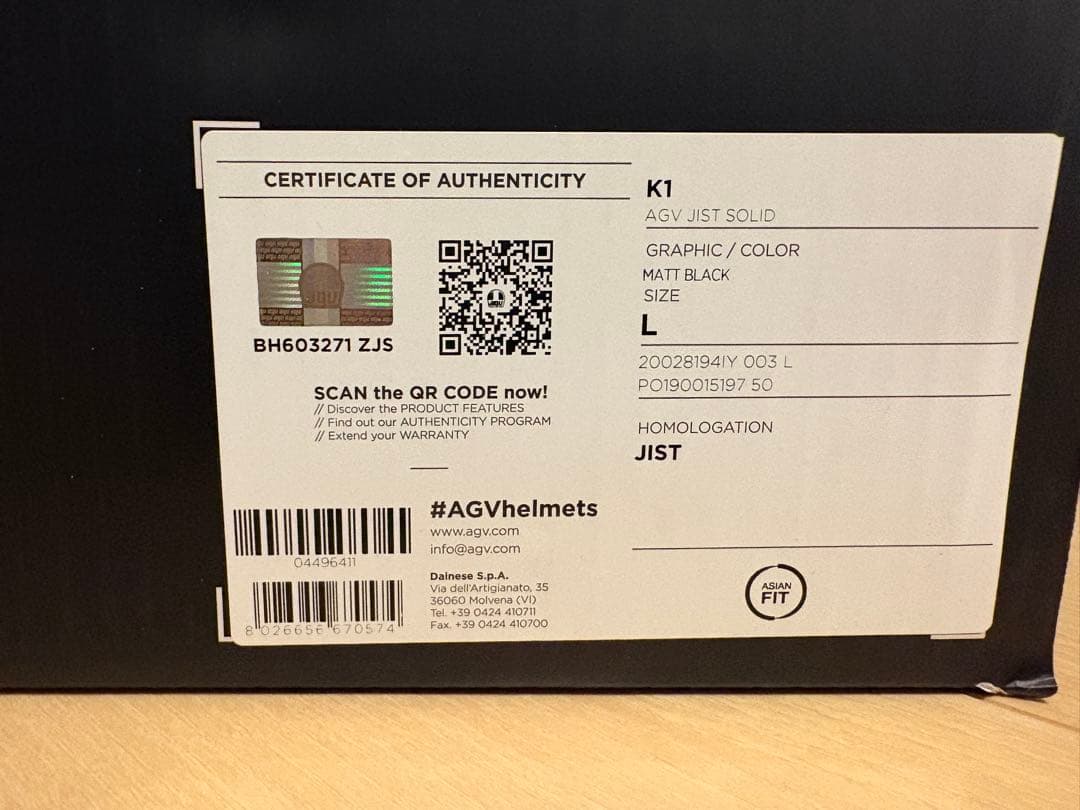 CERTIFICATE OF AUTHENTICITY
BH603271 ZJS
SCAN the QR CODE now!
// Discover the PRODUCT FEATURES
// Find out our AUTHENTICITY PROGRAM
// Extend your WARRANTY
04496411
8 026656 670574
#AGVhelmets
www.agv.com
info@agv.com
Dainese S.p.A.
Via dell'Artigianato, 35
36060 Molvena (VI)
Tel. +39 0424 410711
Fax. +39 0424 410700
K1
AGV JIST SOLID
GRAPHIC / COLOR
MATT BLACK
SIZE
L
20028194IY 003 L
PO190015197 50
HOMOLOGATION
JIST
ASIAN
FIT